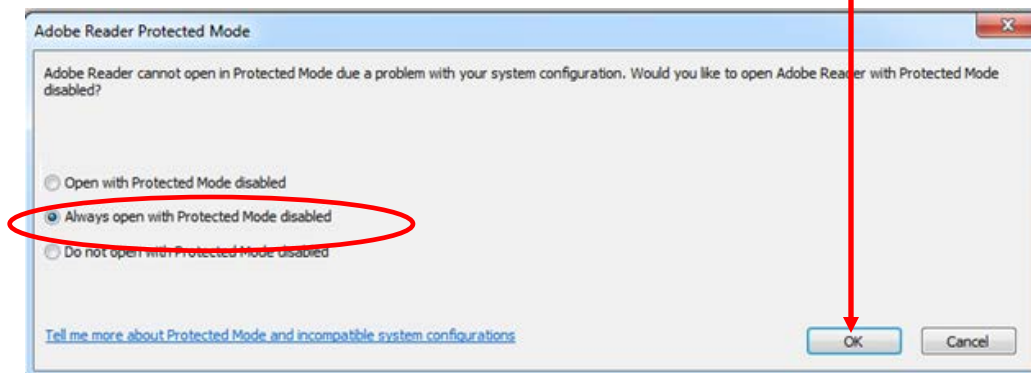 Adobe Reader Protected Mode
Adobe Reader cannot open in Protected Mode due a problem with your system configuration. Would you like to open Adobe Reader with Protected Mode
disabled?
Open with Protected Mode disabled
Always open with Protected Mode disabled
Do not open with Protected Mode disabled
Tell me more about Protected Mode and incompatible system configurations
OK
Cancel